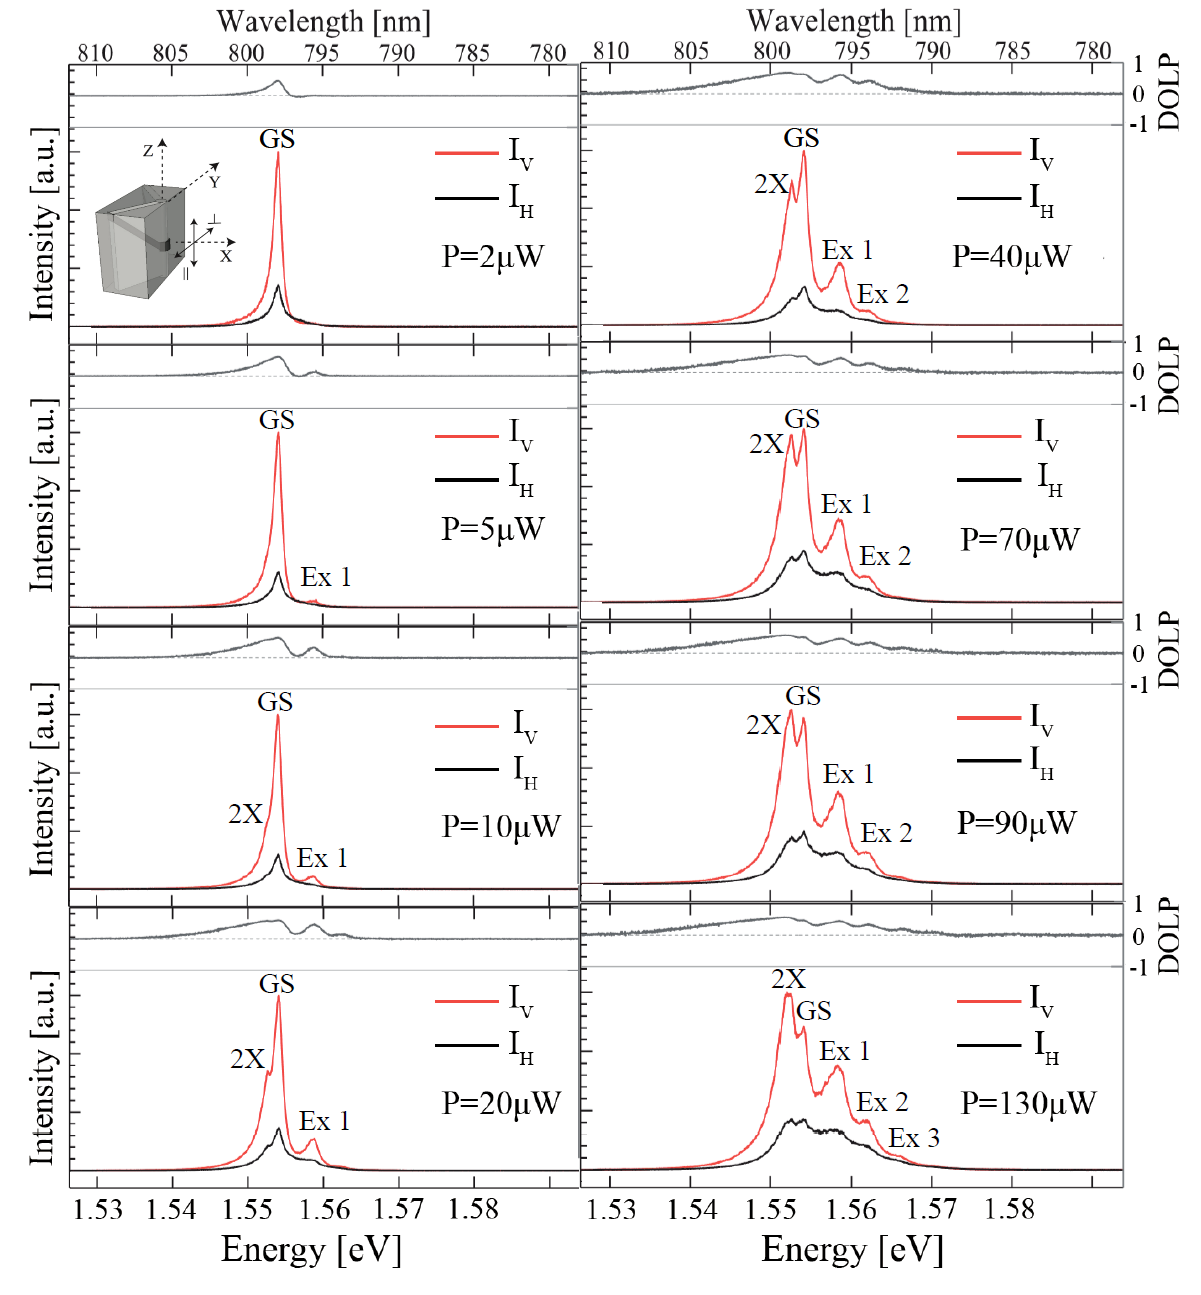 Wavelength [nm]
810 805 800 795 790 785 780
Intensity [a.u.]
GS
I_V
I_H
P=2μW
Z
Y
X
⊥
||
Intensity [a.u.]
GS
Ex 1
I_V
I_H
P=5μW
Intensity [a.u.]
GS
2X
Ex 1
I_V
I_H
P=10μW
Intensity [a.u.]
GS
2X
Ex 1
I_V
I_H
P=20μW
1.53 1.54 1.55 1.56 1.57 1.58
Energy [eV]
Wavelength [nm]
810 805 800 795 790 785 780
1
0
-1
DOLP
GS
2X
Ex 1
Ex 2
I_V
I_H
P=40μW
1
0
-1
DOLP
GS
2X
Ex 1
Ex 2
I_V
I_H
P=70μW
1
0
-1
DOLP
GS
2X
Ex 1
Ex 2
I_V
I_H
P=90μW
1
0
-1
DOLP
2X
GS
Ex 1
Ex 2
Ex 3
I_V
I_H
P=130μW
1.53 1.54 1.55 1.56 1.57 1.58
Energy [eV]